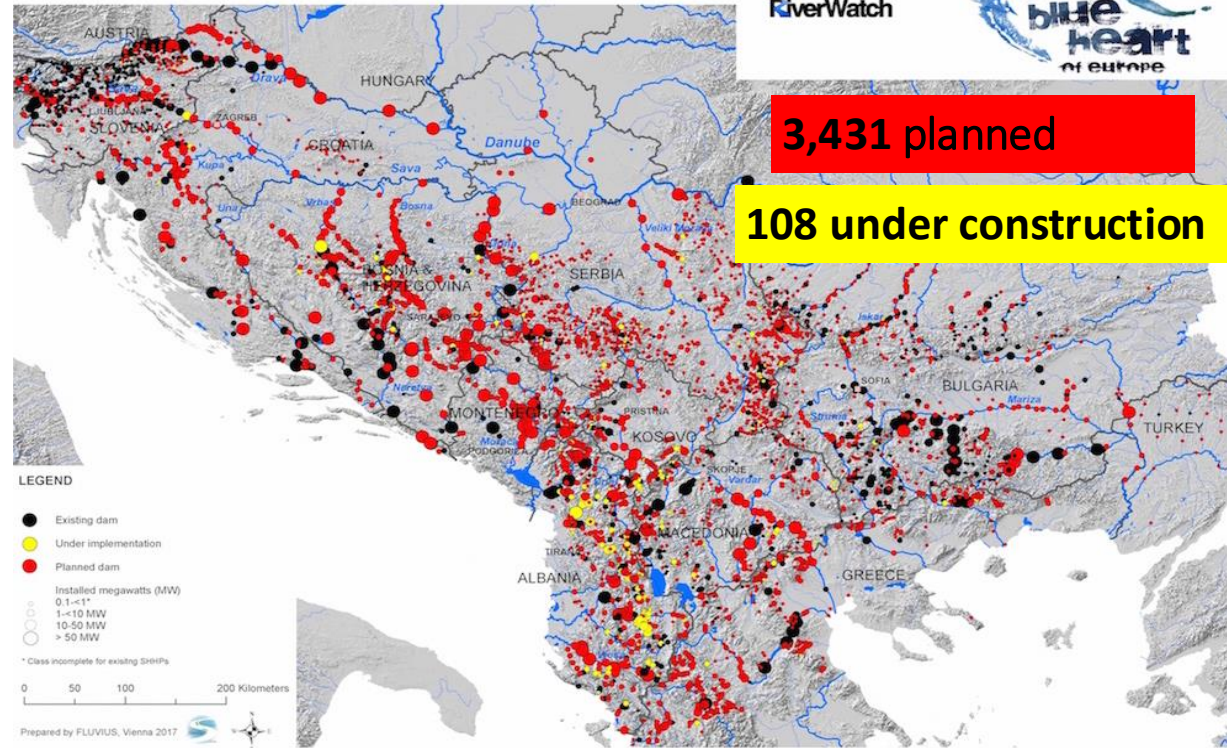 RiverWatch
blue
heart
of europe
3,431 planned
108 under construction
AUSTRIA
HUNGARY
Drava
LJUBLJANA
SLOVENIA
ZAGREB
CROATIA
Danube
Kupa
Sava
Una
Vrbas
Bosna
BEOGRAD
Drina
SERBIA
BOSNIA &
HERZEGOVINA
SARAJEVO
Iskar
Neretva
SOFIA
BULGARIA
Mariza
MONTENEGRO
PRISTINA
Struma
TURKEY
Moraca
PODGORICA
KOSOVO
SKOPJE
Vardar
MACEDONIA
TIRANA
ALBANIA
GREECE
LEGEND
Existing dam
Under implementation
Planned dam
Installed megawatts (MW)
0.1-<1*
1-<10 MW
10-50 MW
> 50 MW
* Class incomplete for exisitng SHHPs
0 50 100 200 Kilometers
Prepared by FLUVIUS, Vienna 2017